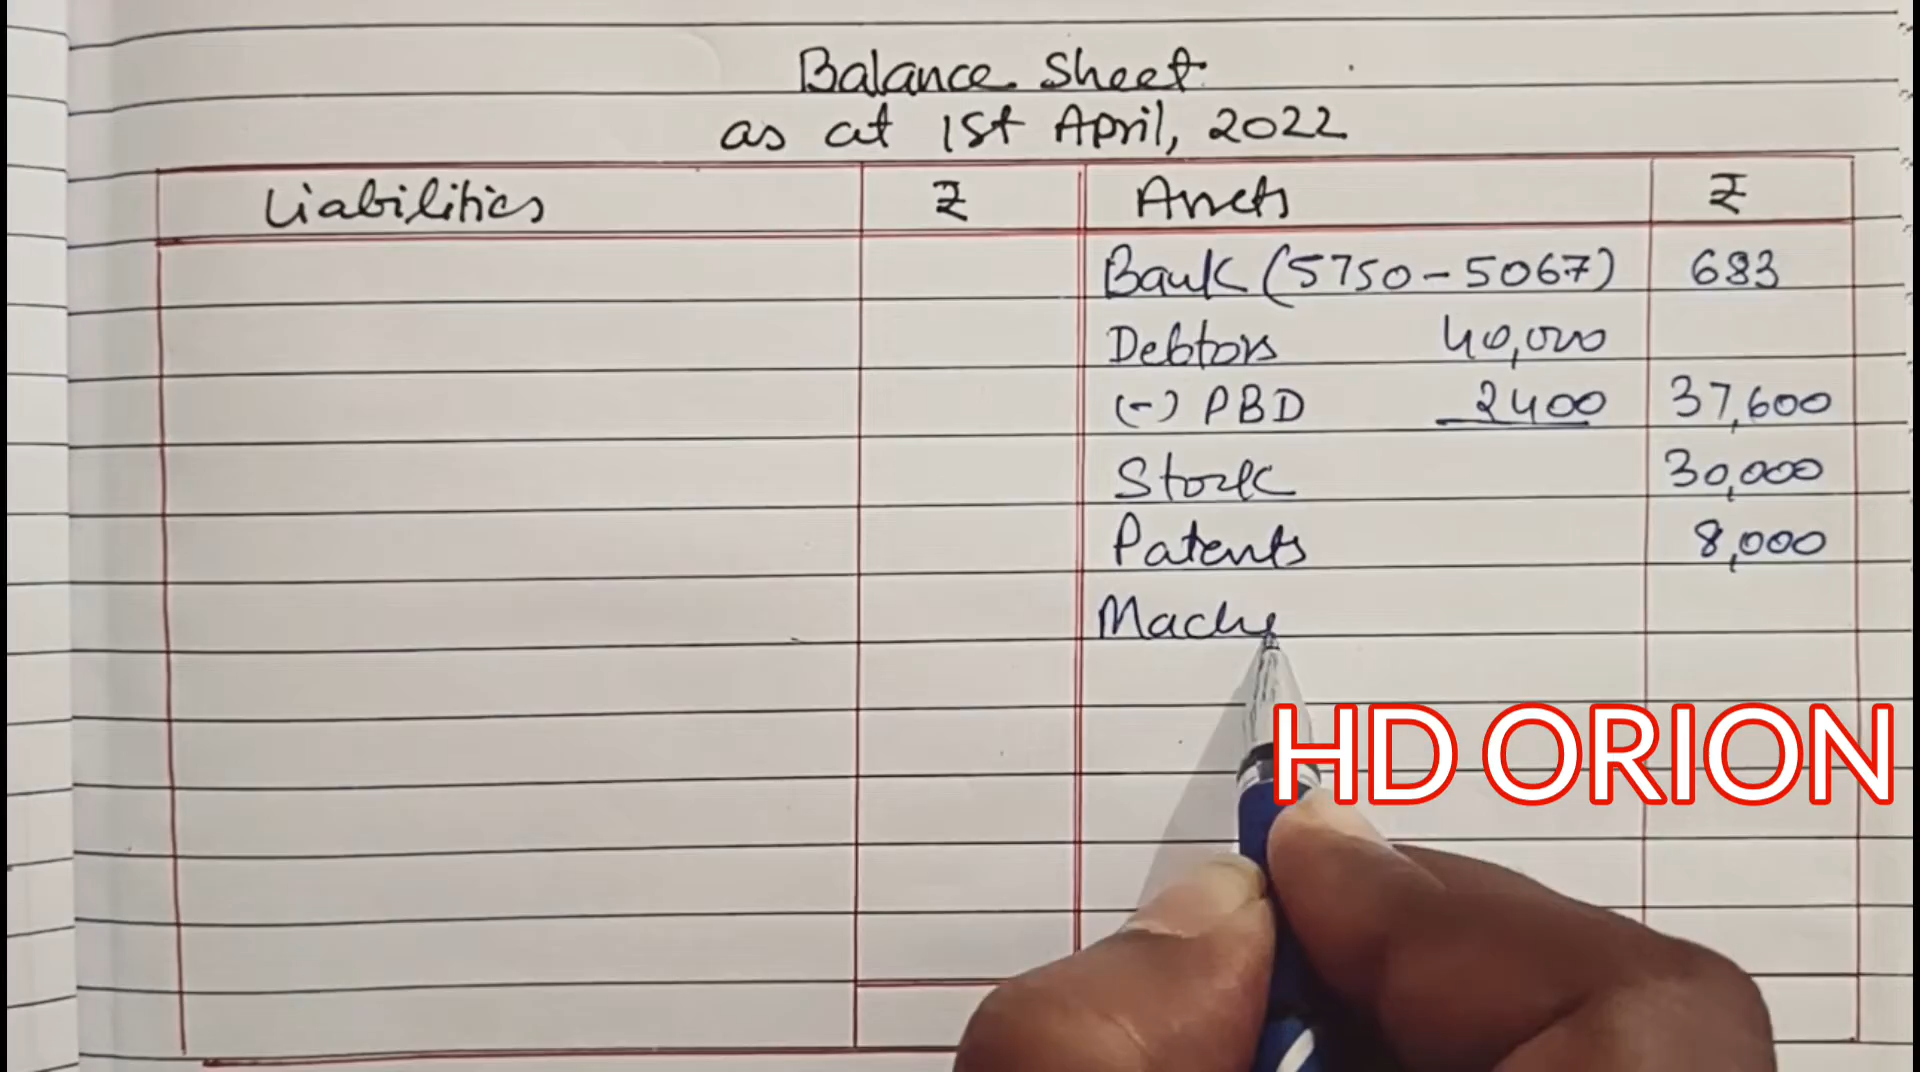 Balance Sheet
as at 1st April, 2022
Liabilities ₹ Assets ₹
Bank (5750-5067) 683
Debtors 40,000
(-) PBD 2400 37,600
Stock 30,000
Patents 8,000
Mach
HD ORION